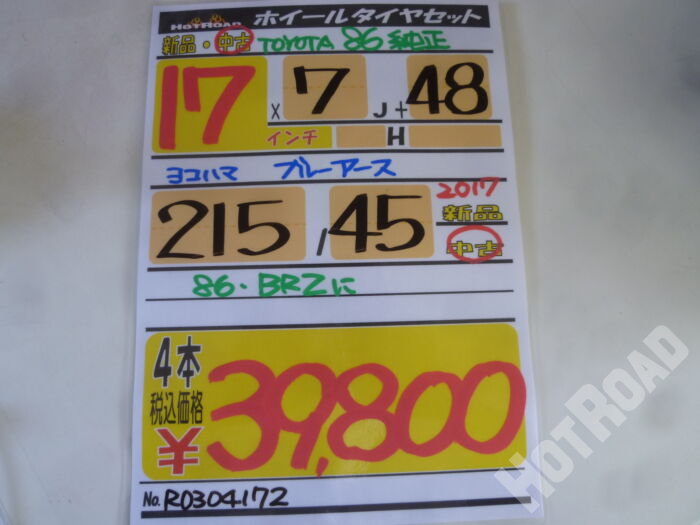 HOTROAD ホイールタイヤセット
新品・中古 TOYOTA 86 純正
17 x 7 J+ 48
インチ H
ヨコハマ ブルーアース
215 / 45 2017
新品
中古
86・BRZに
4本
税込価格
¥39,800
No. R0304172
HOTROAD